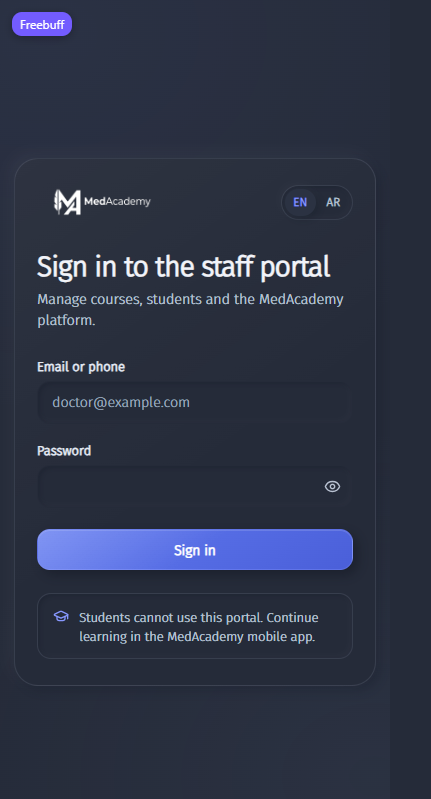 Freebuff
MedAcademy
EN
AR
Sign in to the staff portal
Manage courses, students and the MedAcademy
platform.
Email or phone
doctor@example.com
Password
Sign in
Students cannot use this portal. Continue
learning in the MedAcademy mobile app.